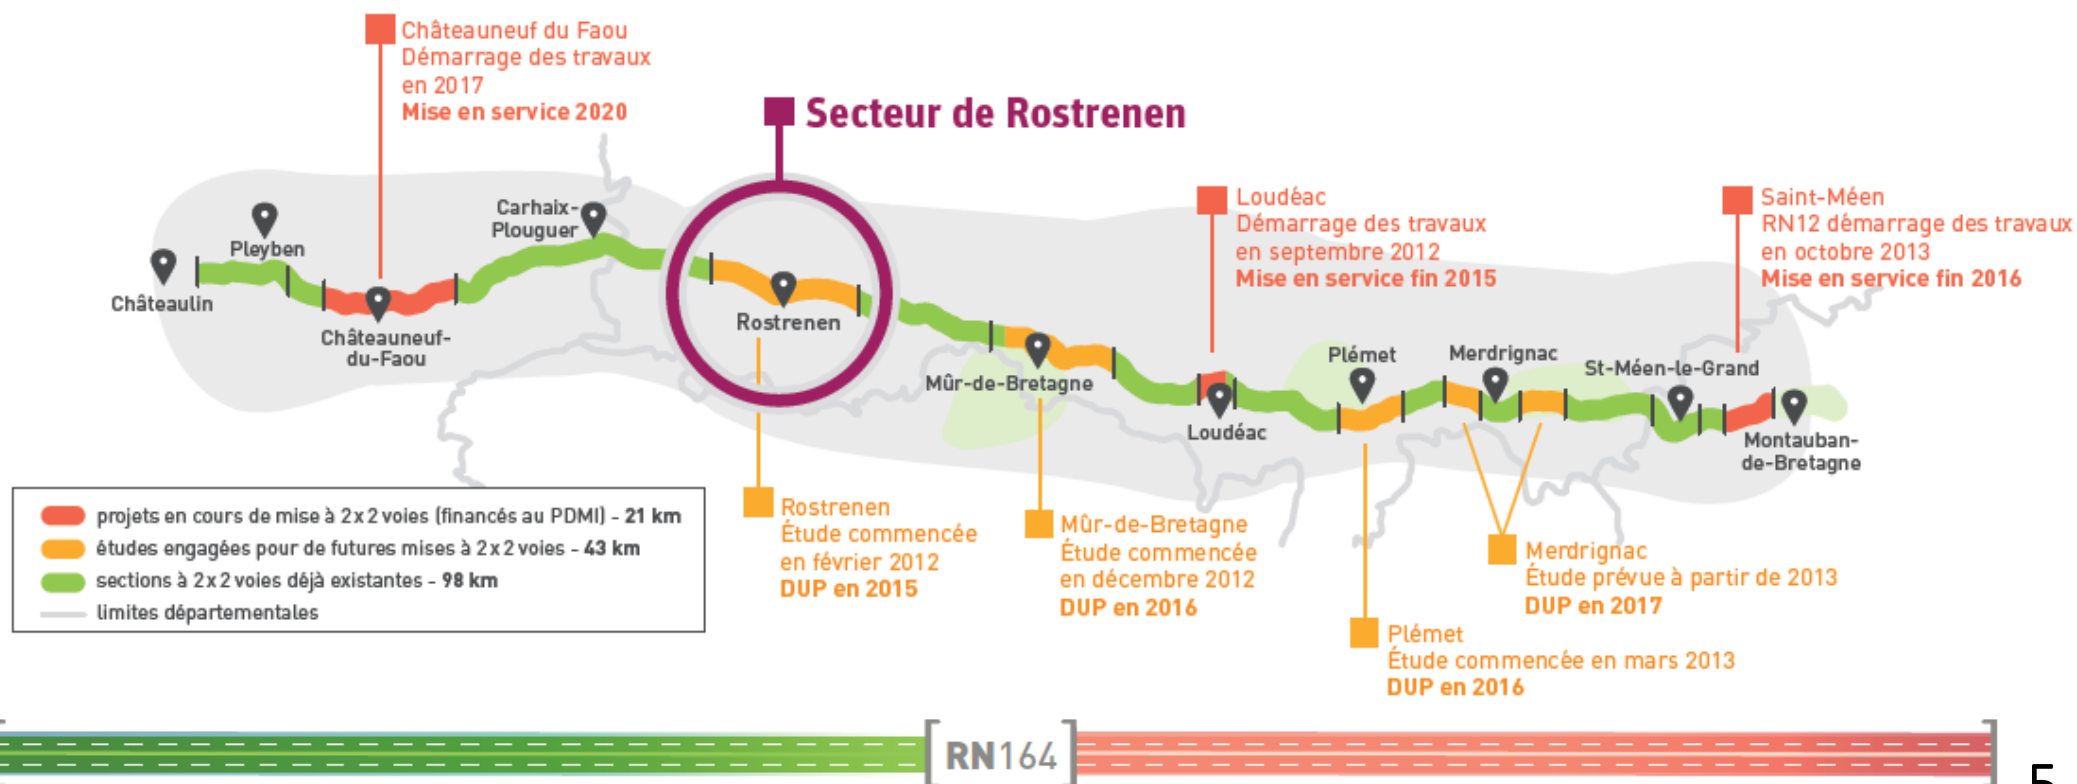 Châteauneuf du Faou
Démarrage des travaux
en 2017
Mise en service 2020
Secteur de Rostrenen
Loudéac
Démarrage des travaux
en septembre 2012
Mise en service fin 2015
Saint-Méen
RN12 démarrage des travaux
en octobre 2013
Mise en service fin 2016
Châteaulin
Pleyben
Châteauneuf-
du-Faou
Carhaix-
Plouguer
Rostrenen
Mûr-de-Bretagne
Loudéac
Plémet
Merdrignac
St-Méen-le-Grand
Montauban-
de-Bretagne
projets en cours de mise à 2x2 voies (financés au PDMI) - 21 km
études engagées pour de futures mises à 2x2 voies - 43 km
sections à 2x2 voies déjà existantes - 98 km
limites départementales
Rostrenen
Étude commencée
en février 2012
DUP en 2015
Mûr-de-Bretagne
Étude commencée
en décembre 2012
DUP en 2016
Plémet
Étude commencée en mars 2013
DUP en 2016
Merdrignac
Étude prévue à partir de 2013
DUP en 2017
[RN164]
5